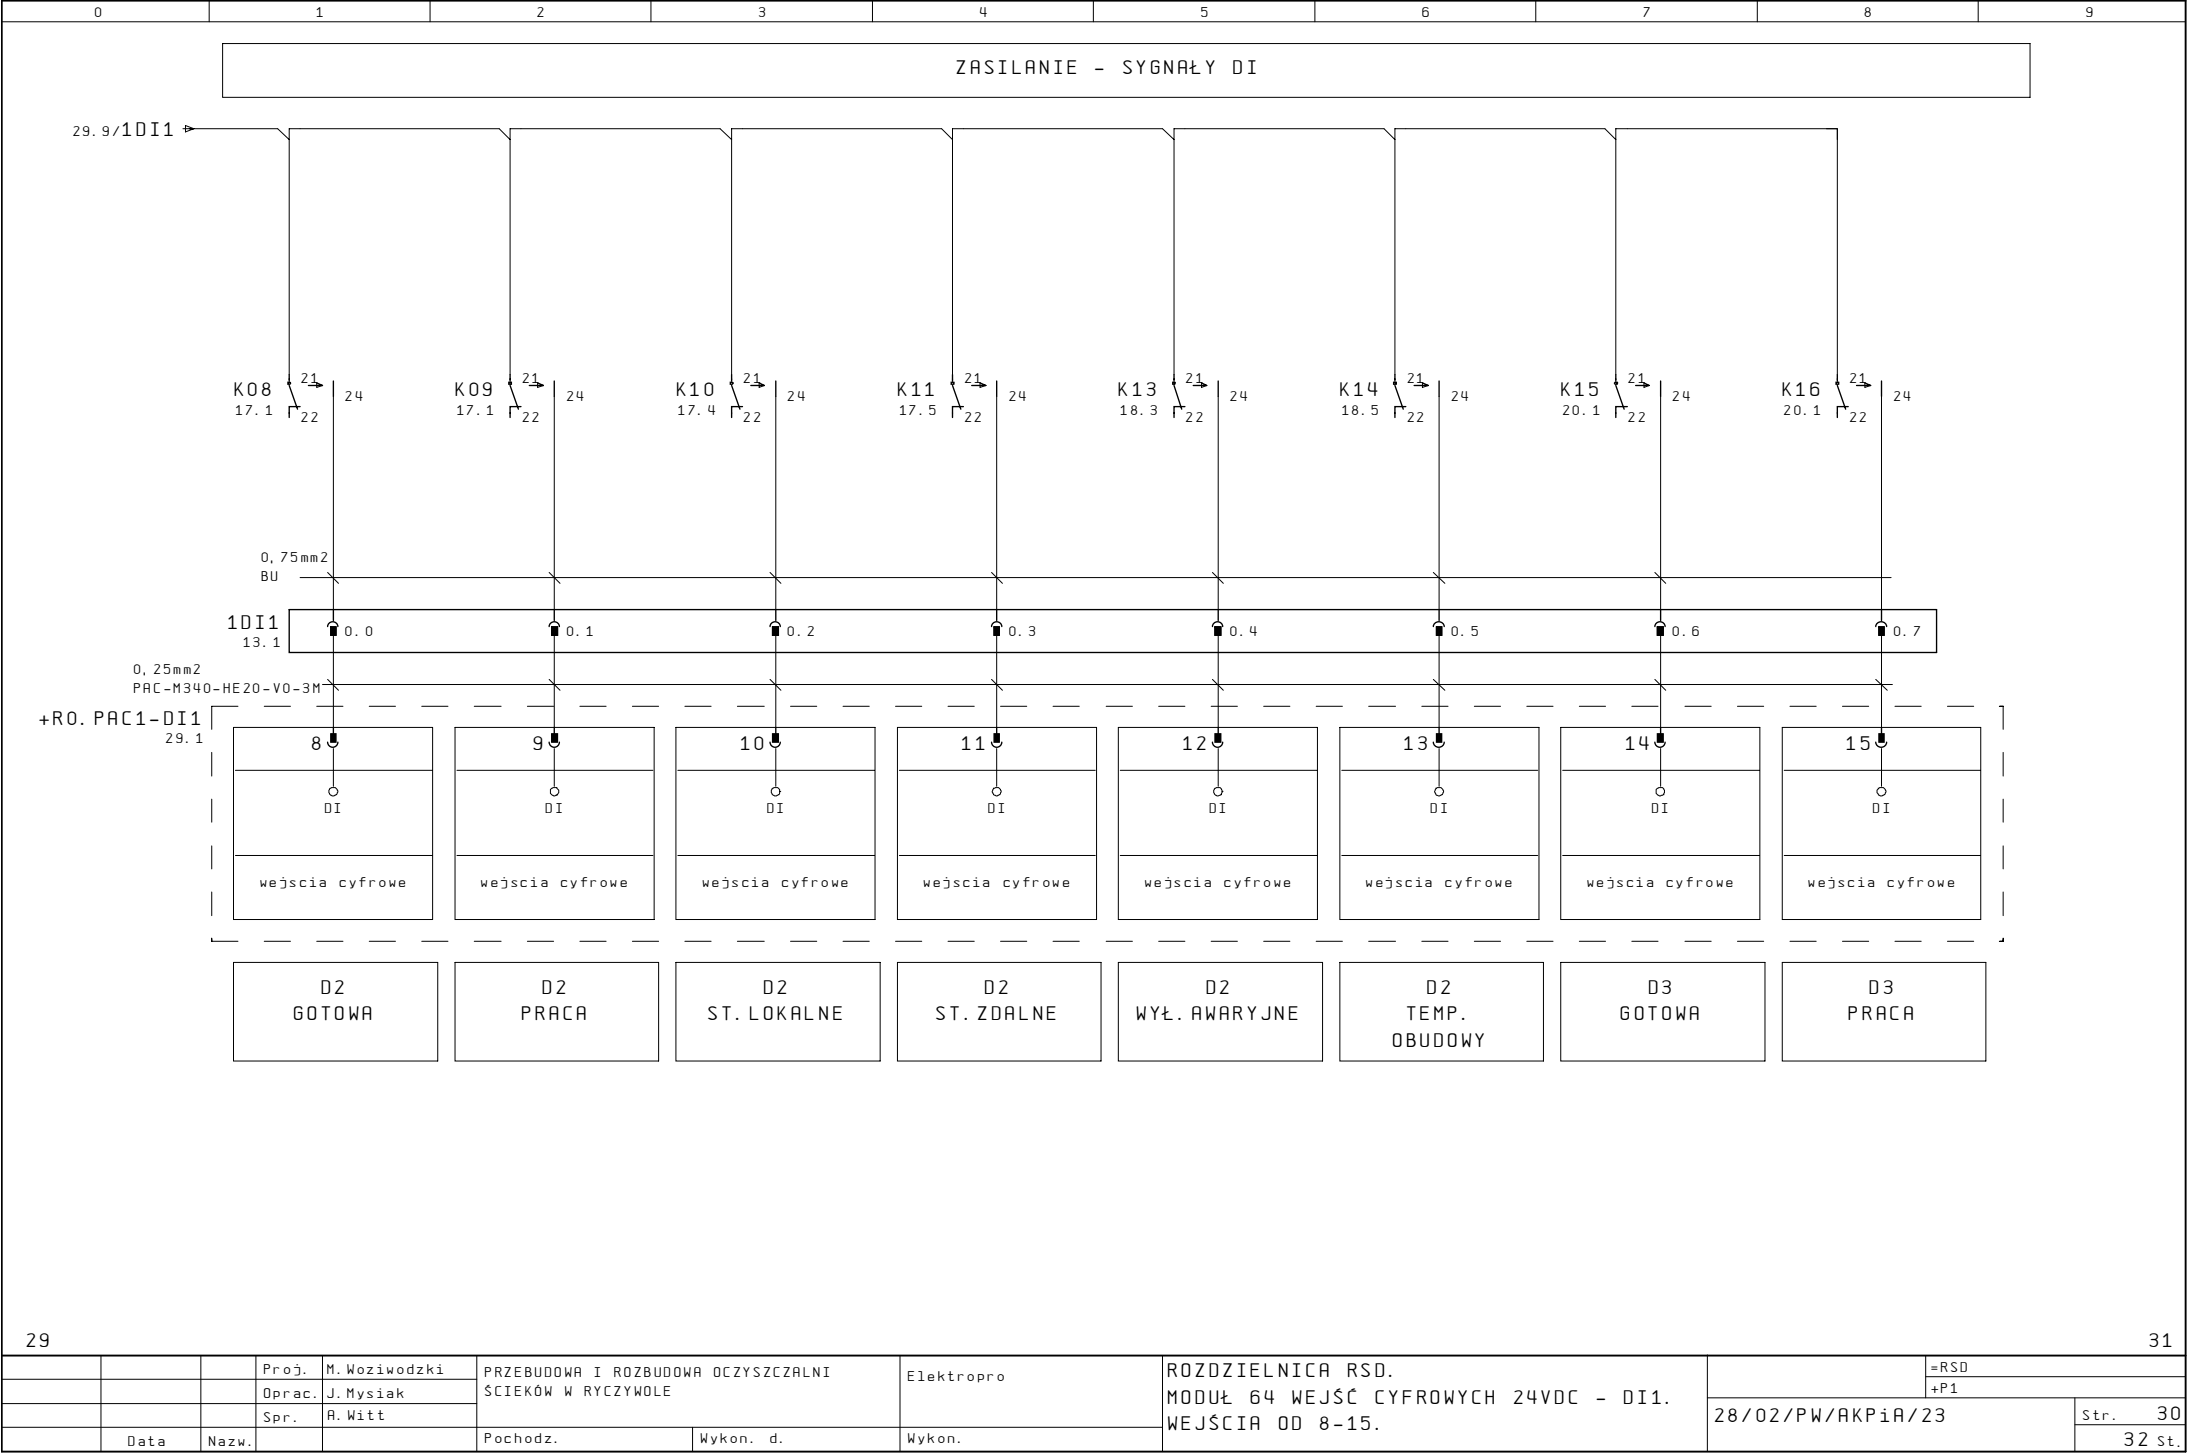 0 1 2 3 4 5 6 7 8 9
ZASILANIE - SYGNAŁY DI
29.9/1DI1
K08 21 K09 21 K10 21 K11 21 K13 21 K14 21 K15 21 K16 21
24 24 24 24 24 24 24 24
17.1 22 17.1 22 17.4 22 17.5 22 18.3 22 18.5 22 20.1 22 20.1 22
0,75mm2
BU
1DI1 0.0 0.1 0.2 0.3 0.4 0.5 0.6 0.7
13.1
0,25mm2
PAC-M340-HE20-V0-3M
+RO.PAC1-DI1
29.1
8 9 10 11 12 13 14 15
DI DI DI DI DI DI DI DI
wejscia cyfrowe wejscia cyfrowe wejscia cyfrowe wejscia cyfrowe wejscia cyfrowe wejscia cyfrowe wejscia cyfrowe wejscia cyfrowe
D2
GOTOWA
D2
PRACA
D2
ST.LOKALNE
D2
ST.ZDALNE
D2
WYŁ.AWARYJNE
D2
TEMP.
OBUDOWY
D3
GOTOWA
D3
PRACA
29 31
Proj. M.Woziwodzki
Oprac. J.Mysiak
Spr. A.Witt
Data Nazw.
PRZEBUDOWA I ROZBUDOWA OCZYSZCZALNI
ŚCIEKÓW W RYCZYWOLE
Pochodz. Wykon. d.
Elektropro
Wykon.
ROZDZIELNICA RSD.
MODUŁ 64 WEJŚĆ CYFROWYCH 24VDC - DI1.
WEJŚCIA OD 8-15.
=RSD
+P1
28/02/PW/AKPiA/23
Str. 30
32 St.